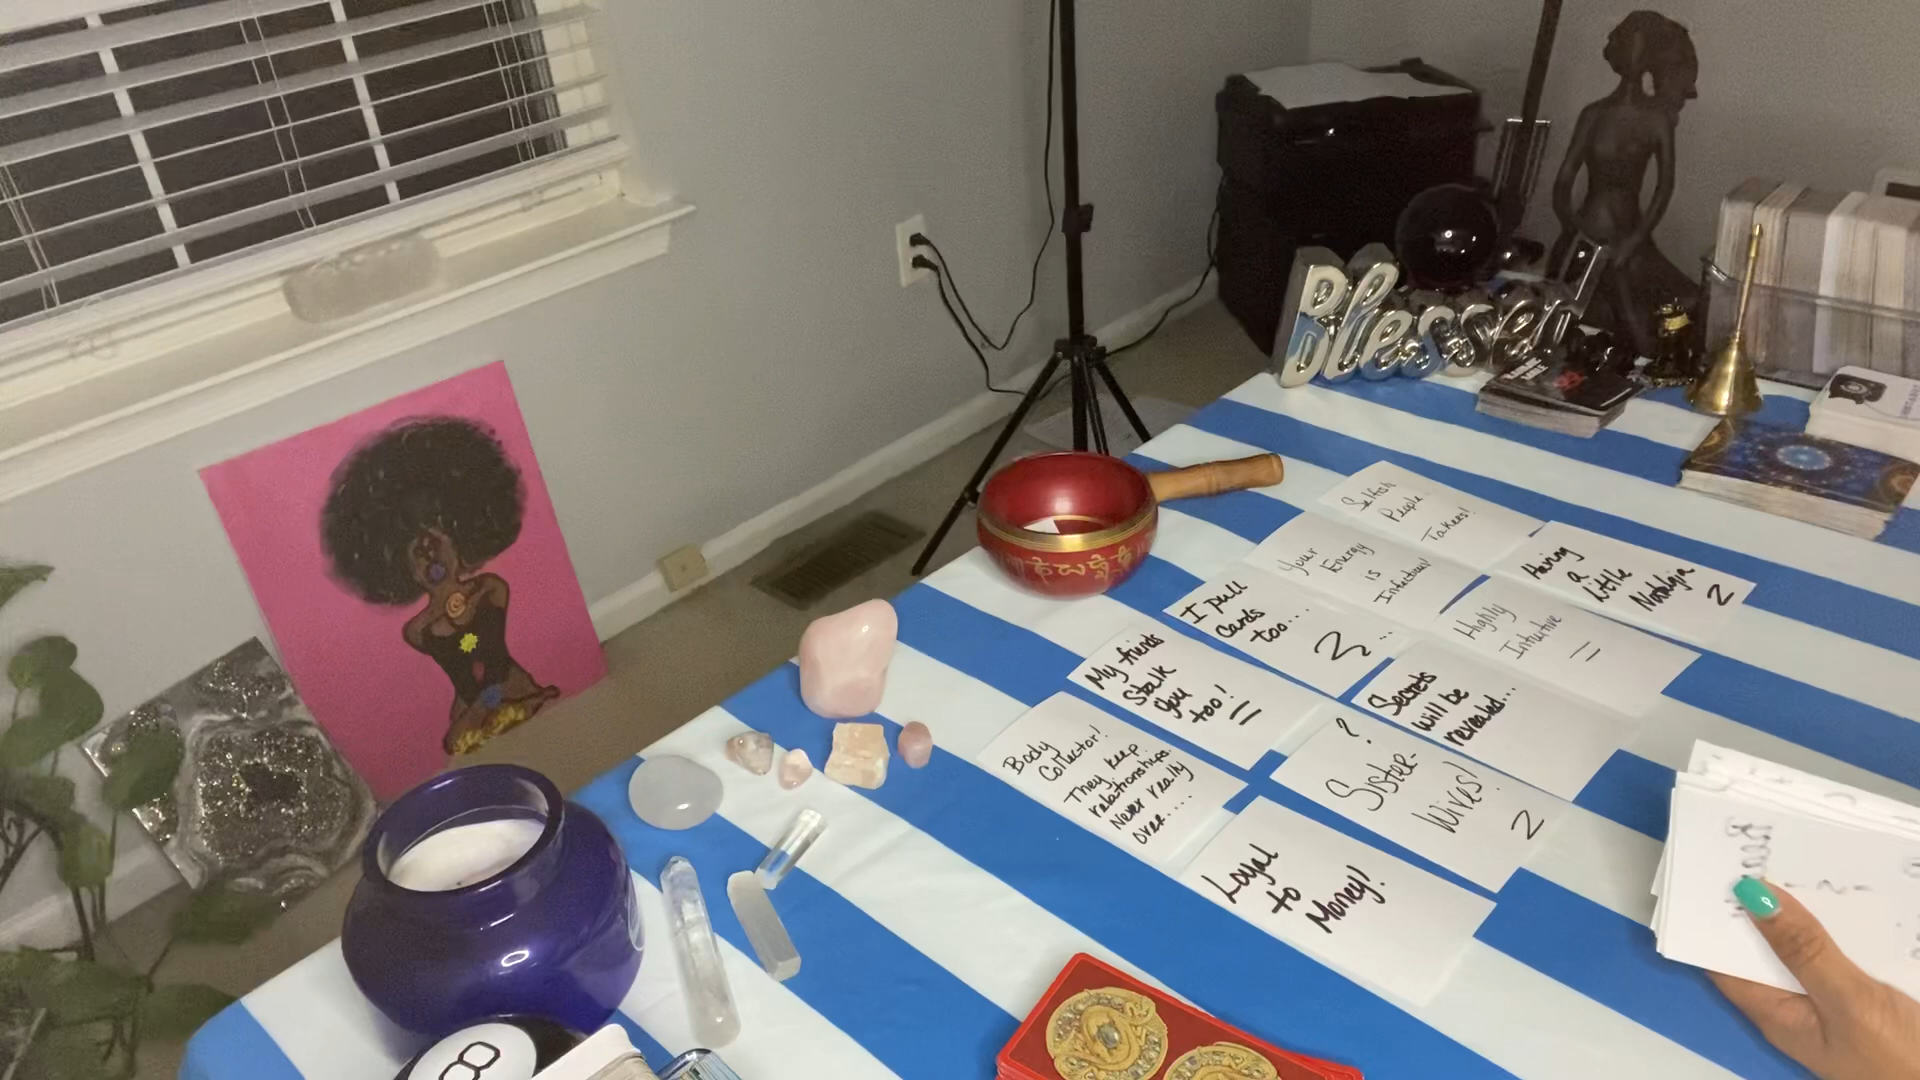 Blessed
Selfish
People
Takers!
Your
Energy
is
Infectious!
Having
a
Little
Nostalgia
2
I pull
cards
too...
2...
Highly
Intuitive
My friends
Stalk
you
too!
Secrets
will be
revealed...
Body
Collector!
They keep
relationships.
Never really
over....
?
Sister-
Wives!
2
Loyal
to
Money!
8